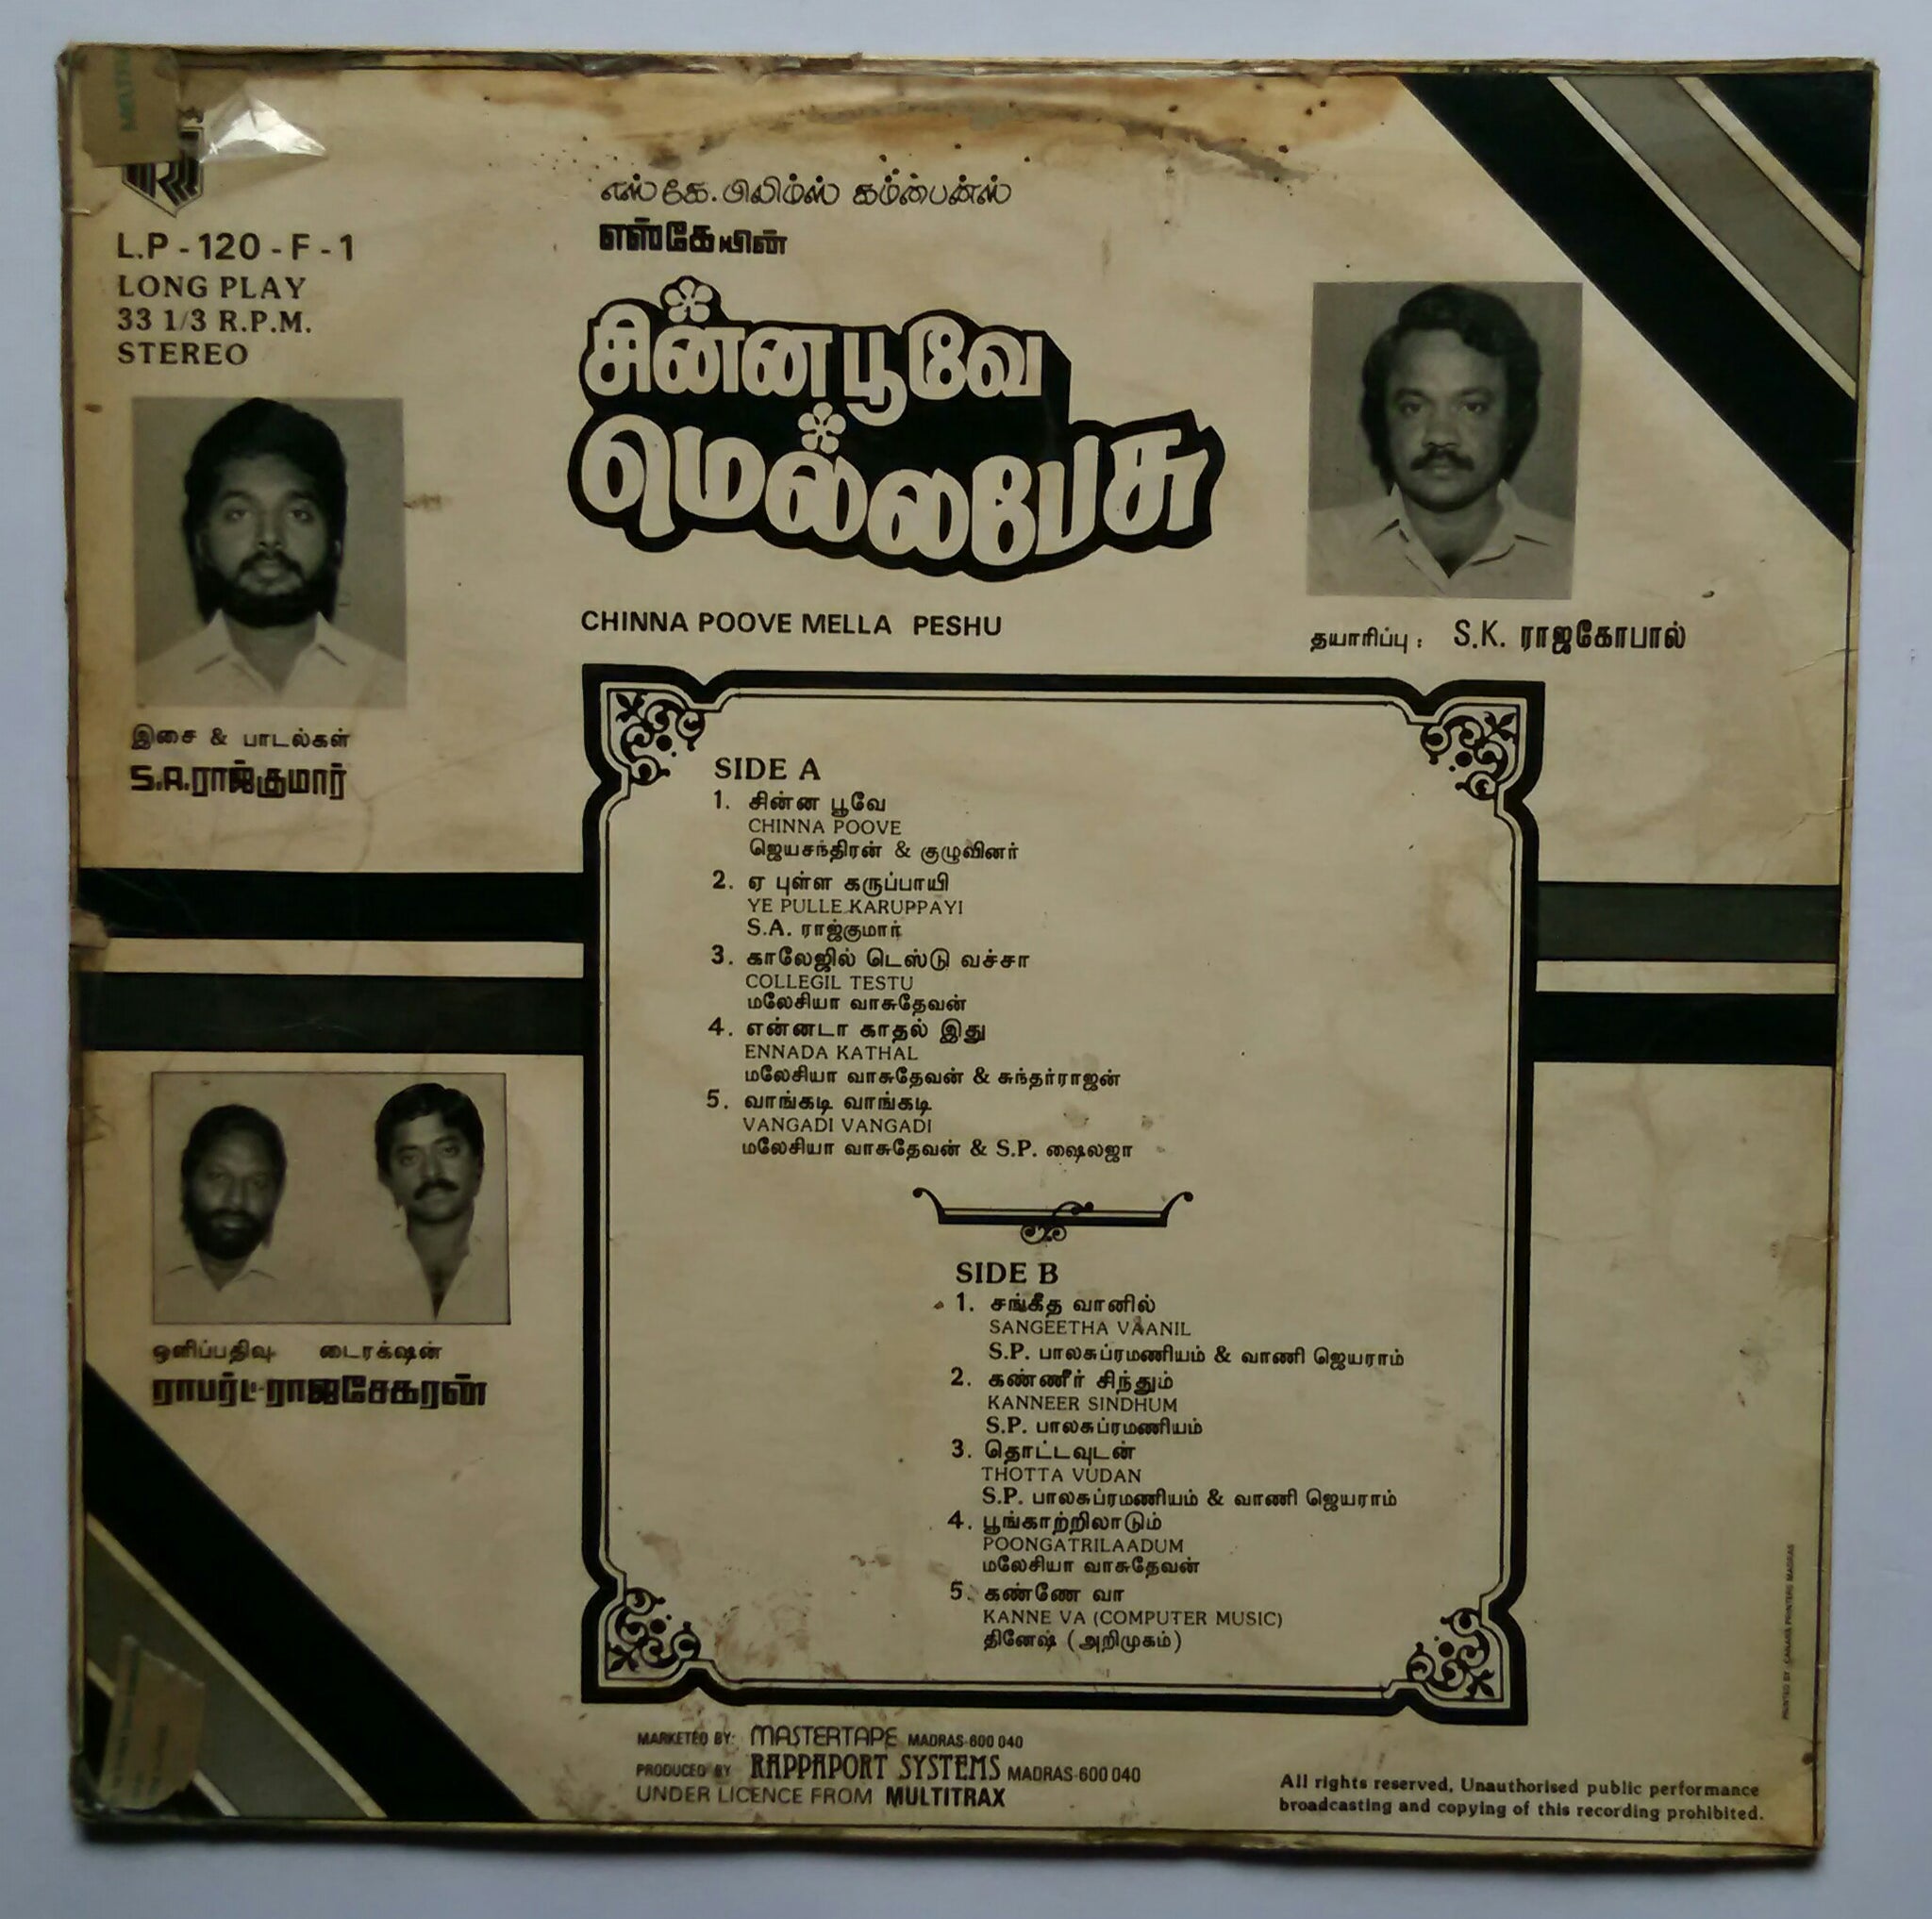 L.P - 120 - F - 1
LONG PLAY
33 1/3 R.P.M.
STEREO
எஸ் கே. பிலிம்ஸ் கம்பைன்ஸ்
எஸ்கேயின்
சின்ன பூவே
மெல்ல பேசு
CHINNA POOVE MELLA PESHU
தயாரிப்பு : S.K. ராஜகோபால்
இசை & பாடல்கள்
S.A.ராஜ்குமார்
ஒளிப்பதிவு டைரக்ஷன்
ராபர்ட்-ராஜசேகரன்
SIDE A
1. சின்ன பூவே
CHINNA POOVE
ஜெயசந்திரன் & குழுவினர்
2. ஏ புள்ள கருப்பாயி
YE PULLE KARUPPAYI
S.A. ராஜ்குமார்
3. காலேஜில் டெஸ்டு வச்சா
COLLEGIL TESTU
மலேசியா வாசுதேவன்
4. என்னடா காதல் இது
ENNADA KATHAL
மலேசியா வாசுதேவன் & சுந்தர்ராஜன்
5. வாங்கடி வாங்கடி
VANGADI VANGADI
மலேசியா வாசுதேவன் & S.P. ஷைலஜா
SIDE B
1. சங்கீத வானில்
SANGEETHA VAANIL
S.P. பாலசுப்ரமணியம் & வாணி ஜெயராம்
2. கண்ணீர் சிந்தும்
KANNEER SINDHUM
S.P. பாலசுப்ரமணியம்
3. தொட்டவுடன்
THOTTA VUDAN
S.P. பாலசுப்ரமணியம் & வாணி ஜெயராம்
4. பூங்காற்றிலாடும்
POONGATRILAADUM
மலேசியா வாசுதேவன்
5. கண்ணே வா
KANNE VA (COMPUTER MUSIC)
தினேஷ் (அறிமுகம்)
MARKETED BY: MASTERTAPE MADRAS-600 040
PRODUCED BY RAPPAPORT SYSTEMS MADRAS-600 040
UNDER LICENCE FROM MULTITRAX
All rights reserved, Unauthorised public performance
broadcasting and copying of this recording prohibited.
PRINTED BY : CANARA PRINTERS MADRAS